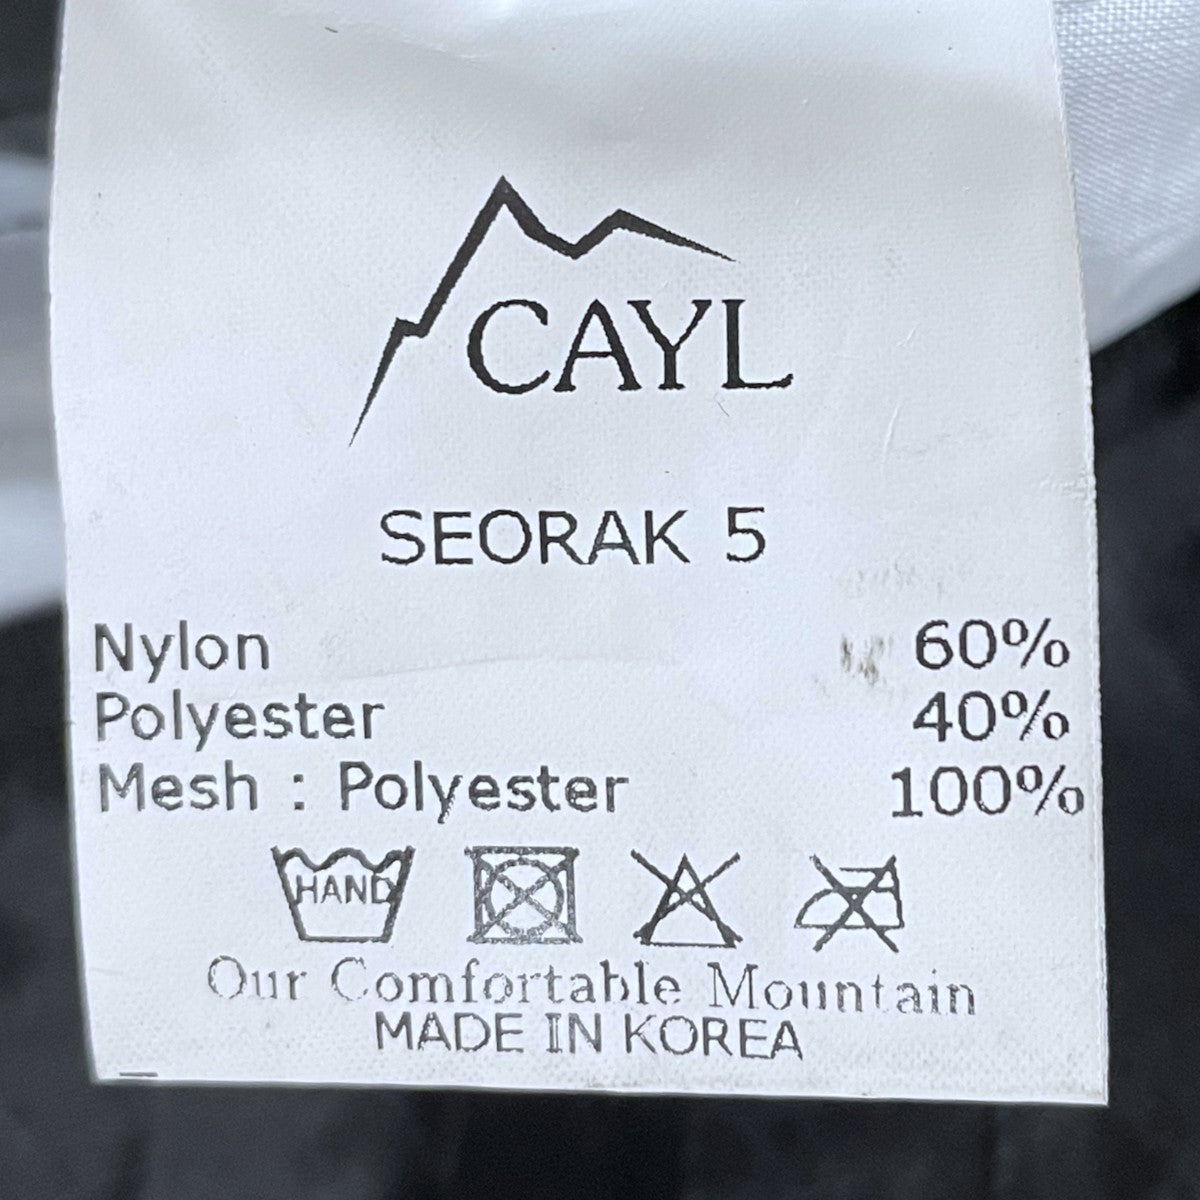 CAYL
SEORAK 5
Nylon 60%
Polyester 40%
Mesh : Polyester 100%
HAND
Our Comfortable Mountain
MADE IN KOREA